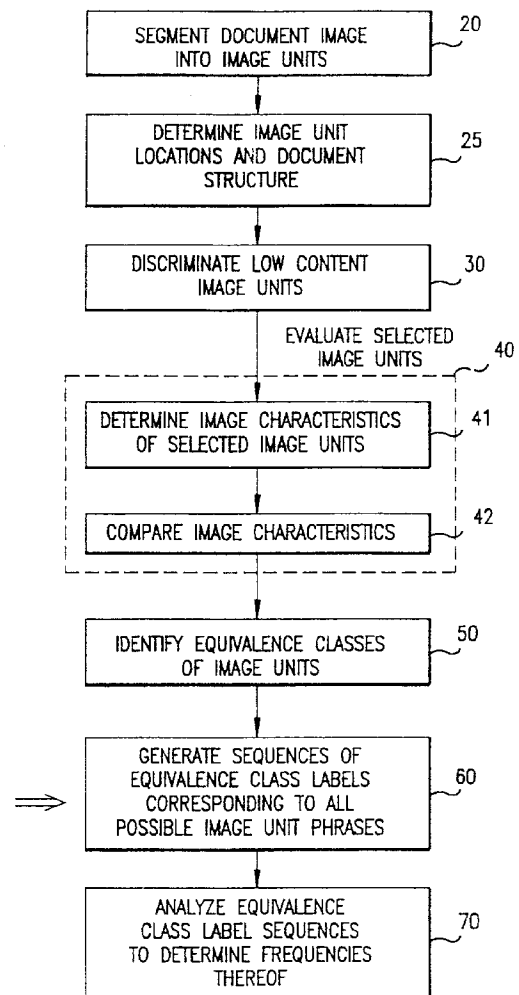 SEGMENT DOCUMENT IMAGE
INTO IMAGE UNITS
20
DETERMINE IMAGE UNIT
LOCATIONS AND DOCUMENT
STRUCTURE
25
DISCRIMINATE LOW CONTENT
IMAGE UNITS
30
EVALUATE SELECTED
IMAGE UNITS
40
DETERMINE IMAGE CHARACTERISTICS
OF SELECTED IMAGE UNITS
41
COMPARE IMAGE CHARACTERISTICS
42
IDENTIFY EQUIVALENCE CLASSES
OF IMAGE UNITS
50
GENERATE SEQUENCES OF
EQUIVALENCE CLASS LABELS
CORRESPONDING TO ALL
POSSIBLE IMAGE UNIT PHRASES
60
ANALYZE EQUIVALENCE
CLASS LABEL SEQUENCES
TO DETERMINE FREQUENCIES
THEREOF
70